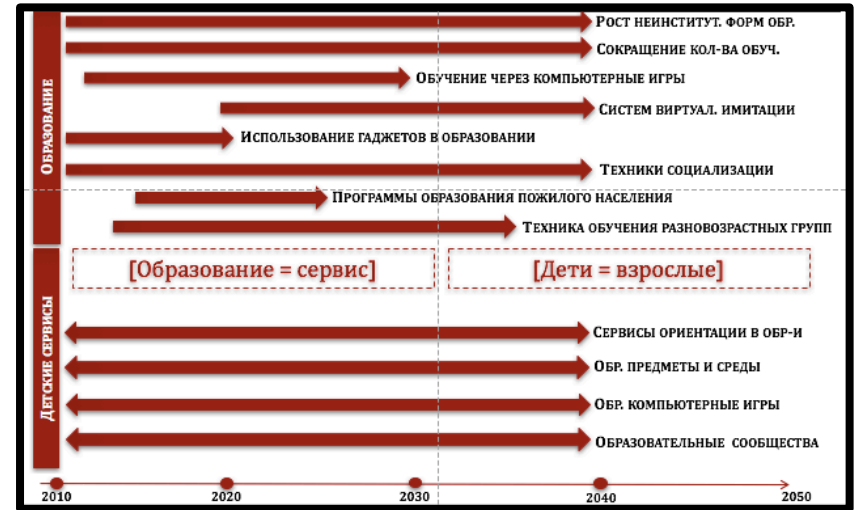 Образование
Рост неинститут. форм обр.
Сокращение кол-ва обуч.
Обучение через компьютерные игры
Систем виртуал. имитации
Использование гаджетов в образовании
Техники социализации
Программы образования пожилого населения
Техника обучения разновозрастных групп
[Образование = сервис]
[Дети = взрослые]
Детские сервисы
Сервисы ориентации в обр-и
Обр. предметы и среды
Обр. компьютерные игры
Образовательные сообщества
2010
2020
2030
2040
2050